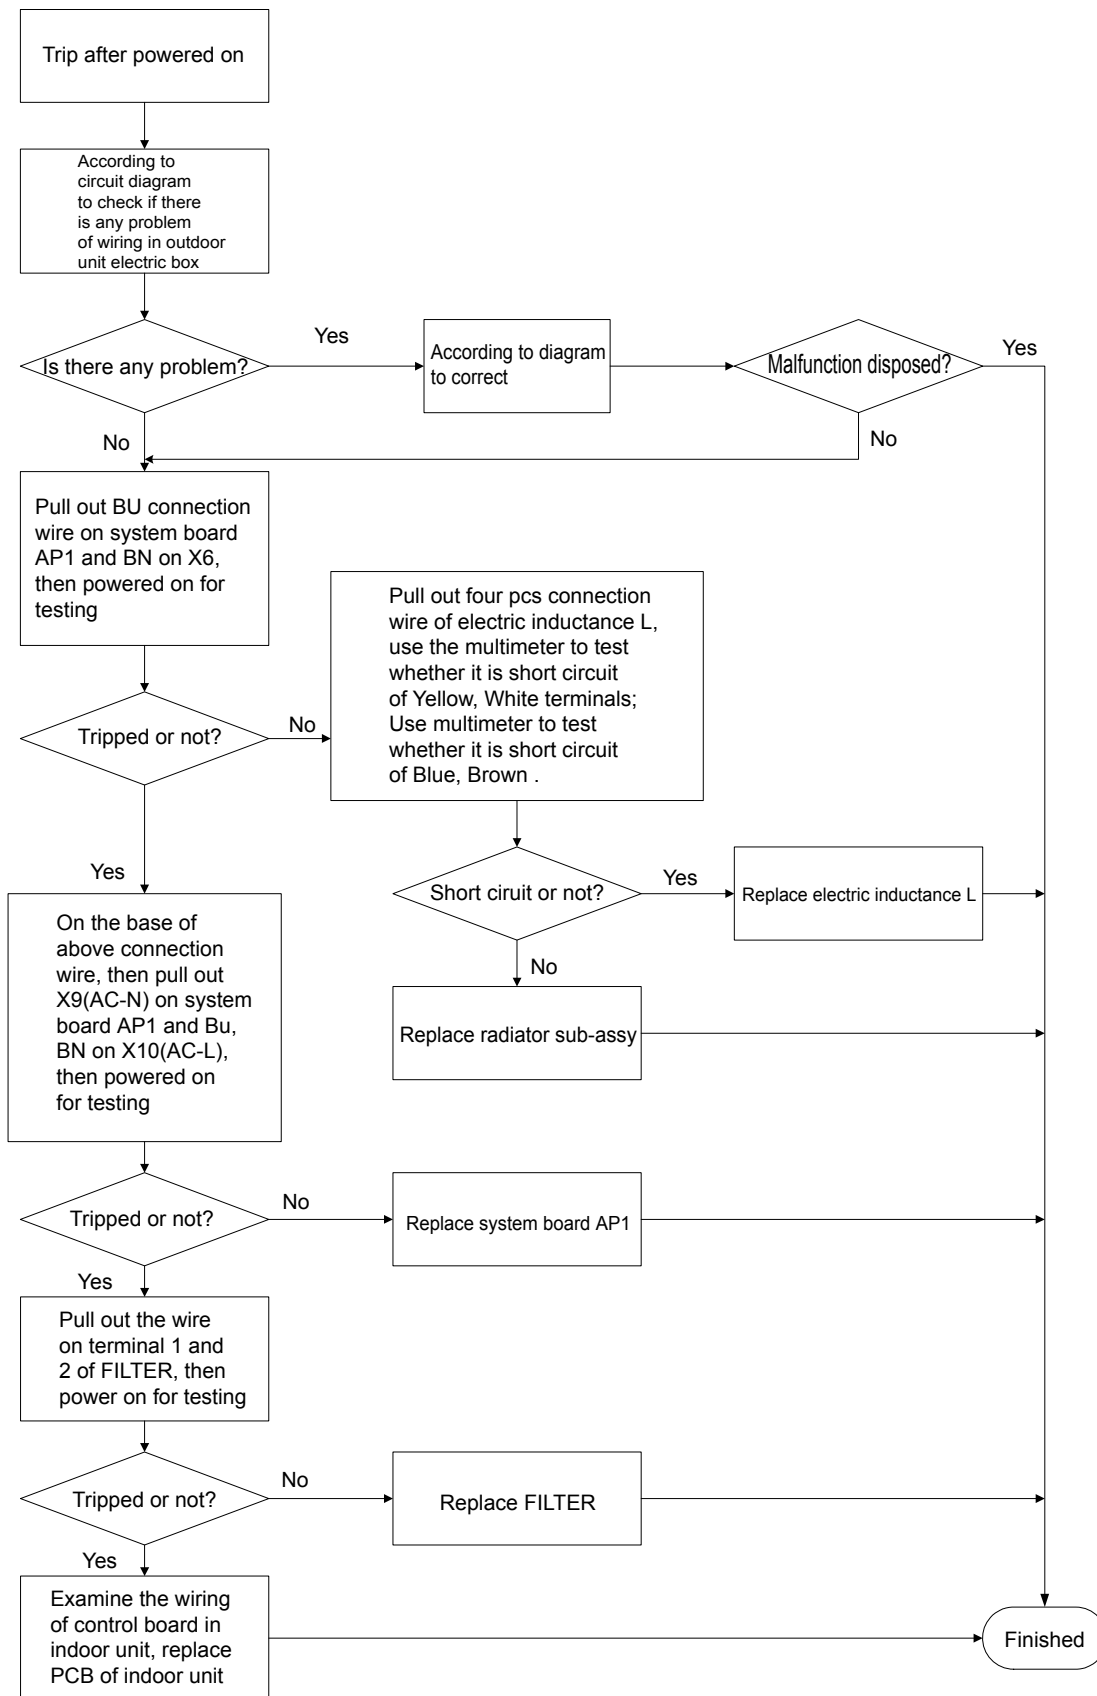 Trip after powered on
According to
circuit diagram
to check if there
is any problem
of wiring in outdoor
unit electric box
Is there any problem?
Yes
According to diagram
to correct
Malfunction disposed?
Yes
No
No
Pull out BU connection
wire on system board
AP1 and BN on X6,
then powered on for
testing
Tripped or not?
No
Pull out four pcs connection
wire of electric inductance L,
use the multimeter to test
whether it is short circuit
of Yellow, White terminals;
Use multimeter to test
whether it is short circuit
of Blue, Brown .
Yes
Short ciruit or not?
Yes
Replace electric inductance L
No
Replace radiator sub-assy
On the base of
above connection
wire, then pull out
X9(AC-N) on system
board AP1 and Bu,
BN on X10(AC-L),
then powered on
for testing
Tripped or not?
No
Replace system board AP1
Yes
Pull out the wire
on terminal 1 and
2 of FILTER, then
power on for testing
Tripped or not?
No
Replace FILTER
Yes
Examine the wiring
of control board in
indoor unit, replace
PCB of indoor unit
Finished